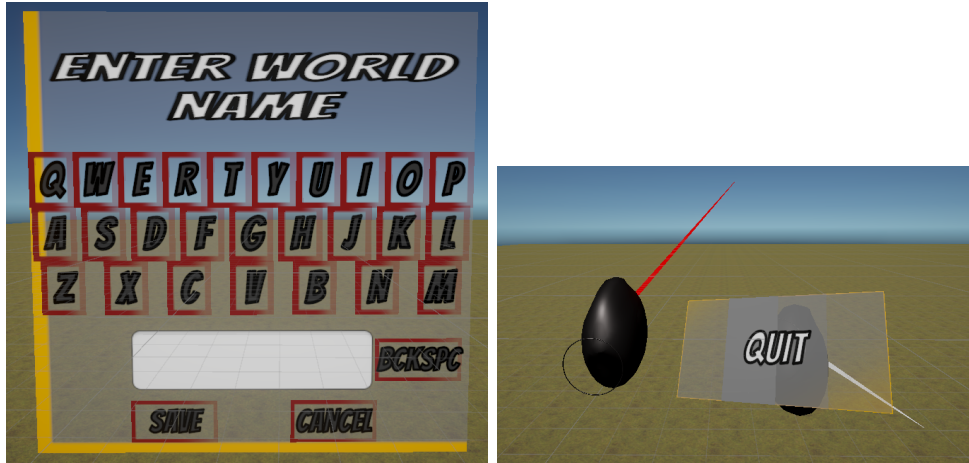 ENTER WORLD
NAME
Q W E R T Y U I O P
A S D F G H J K L
Z X C V B N M
BCKSPC
SAVE CANCEL
QUIT